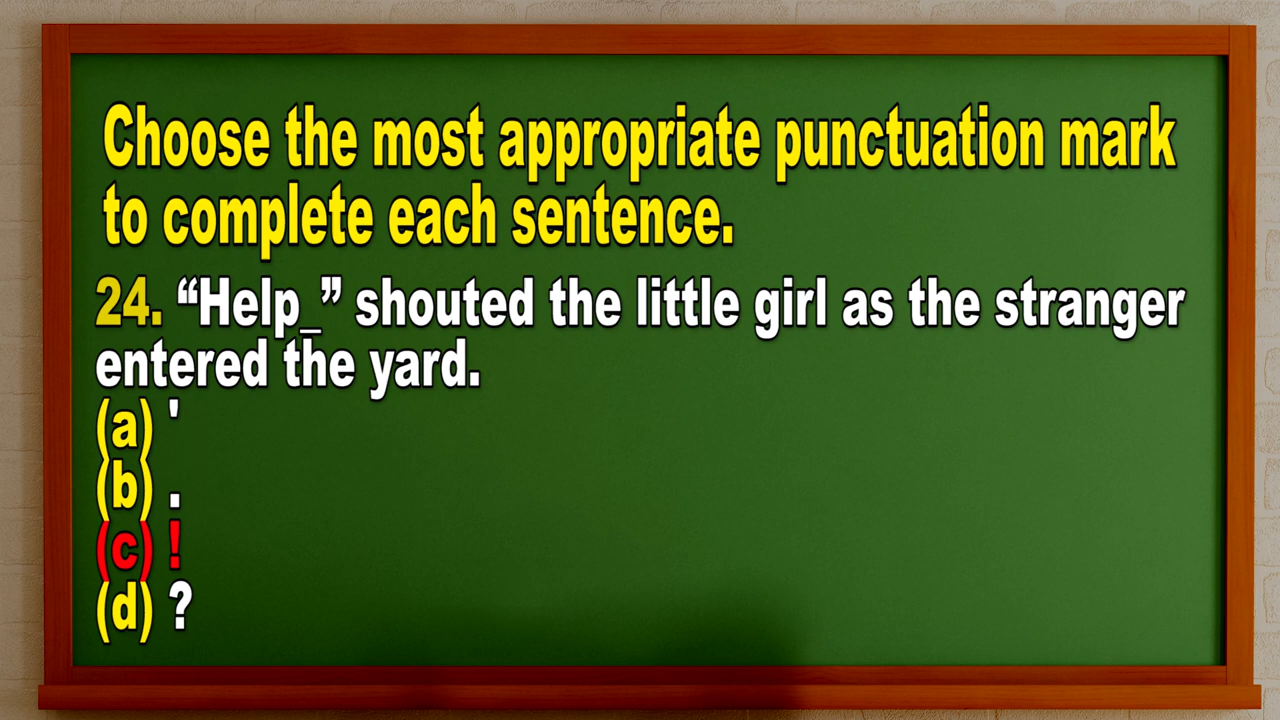 Choose the most appropriate punctuation mark
to complete each sentence.
24. “Help_” shouted the little girl as the stranger
entered the yard.
(a) '
(b) .
(c) !
(d) ?